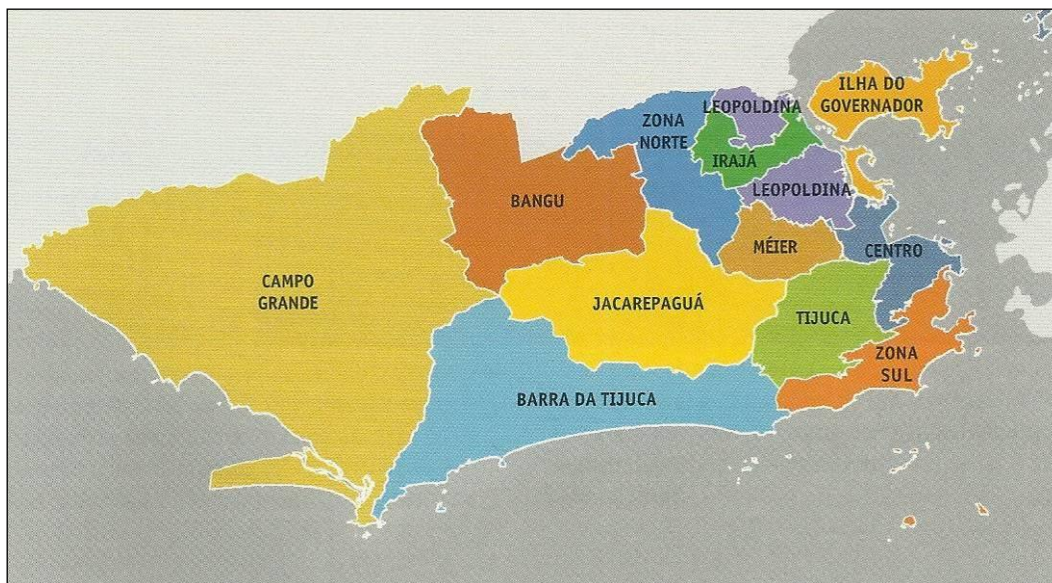 ILHA DO
GOVERNADOR
LEOPOLDINA
ZONA
NORTE
IRAJÁ
LEOPOLDINA
BANGU
MÉIER
CENTRO
CAMPO
GRANDE
JACAREPAGUÁ
TIJUCA
ZONA
SUL
BARRA DA TIJUCA